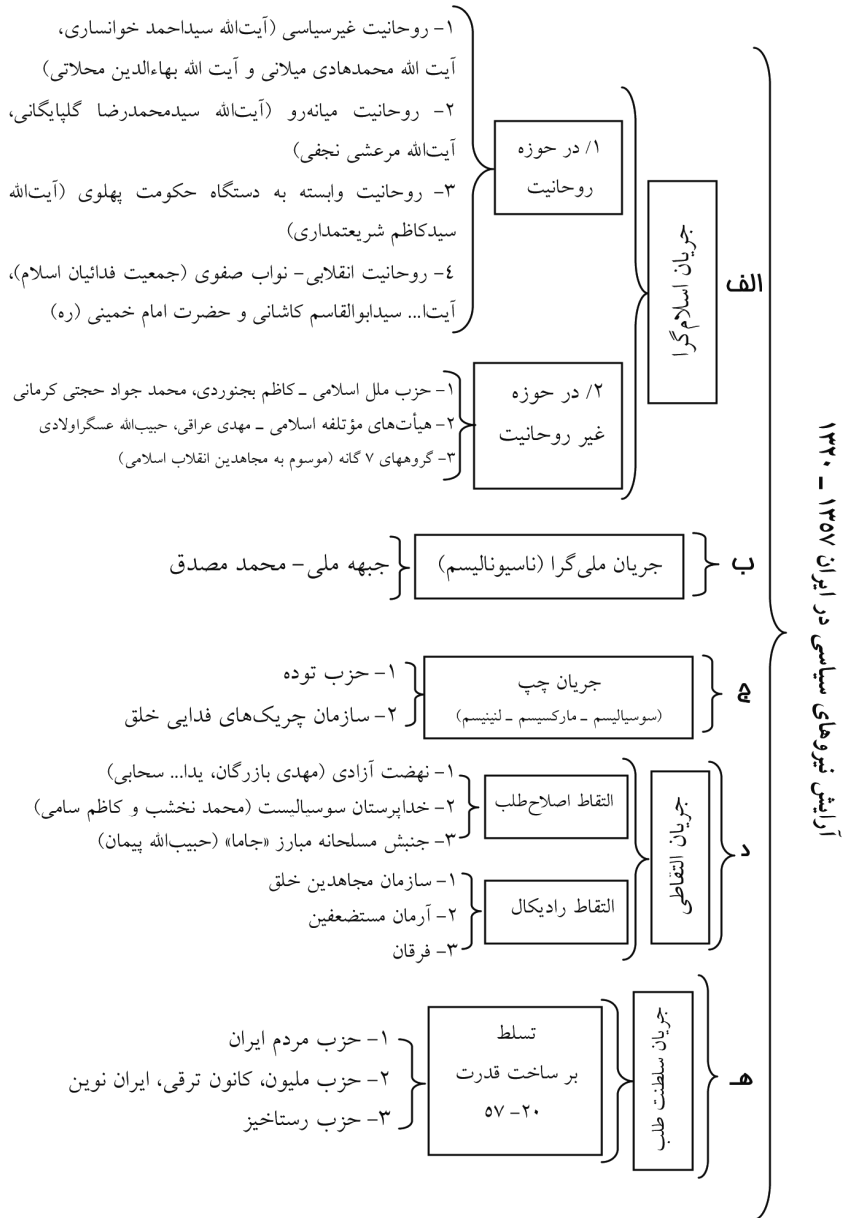 آرایش نیروهای سیاسی در ایران ۱۳۵۷ ـ ۱۳۲۰
الف
جریان اسلام‌گرا
۱/ در حوزه
روحانیت
۱- روحانیت غیرسیاسی (آیت‌الله سیداحمد خوانساری،
آیت الله محمدهادی میلانی و آیت الله بهاءالدین محلاتی)
۲- روحانیت میانه‌رو (آیت‌الله سیدمحمدرضا گلپایگانی،
آیت‌الله مرعشی نجفی)
۳- روحانیت وابسته به دستگاه حکومت پهلوی (آیت‌الله
سیدکاظم شریعتمداری)
٤- روحانیت انقلابی- نواب صفوی (جمعیت فدائیان اسلام)،
آیت‌ا... سیدابوالقاسم کاشانی و حضرت امام خمینی (ره)
۲/ در حوزه
غیر روحانیت
۱- حزب ملل اسلامی ـ کاظم بجنوردی، محمد جواد حجتی کرمانی
۲- هیأت‌های مؤتلفه اسلامی ـ مهدی عراقی، حبیب‌الله عسگراولادی
۳- گروههای ۷ گانه (موسوم به مجاهدین انقلاب اسلامی)
ب
جریان ملی‌گرا (ناسیونالیسم)
جبهه ملی- محمد مصدق
ج
جریان چپ
(سوسیالیسم ـ مارکسیسم ـ لنینیسم)
۱- حزب توده
۲- سازمان چریک‌های فدایی خلق
د
جریان التقاطی
التقاط اصلاح‌طلب
۱- نهضت آزادی (مهدی بازرگان، یدا... سحابی)
۲- خداپرستان سوسیالیست (محمد نخشب و کاظم سامی)
۳- جنبش مسلحانه مبارز «جاما» (حبیب‌الله پیمان)
التقاط رادیکال
۱- سازمان مجاهدین خلق
۲- آرمان مستضعفین
۳- فرقان
هـ
جریان سلطنت طلب
تسلط
بر ساخت قدرت
۲۰- ۵۷
۱- حزب مردم ایران
۲- حزب ملیون، کانون ترقی، ایران نوین
۳- حزب رستاخیز